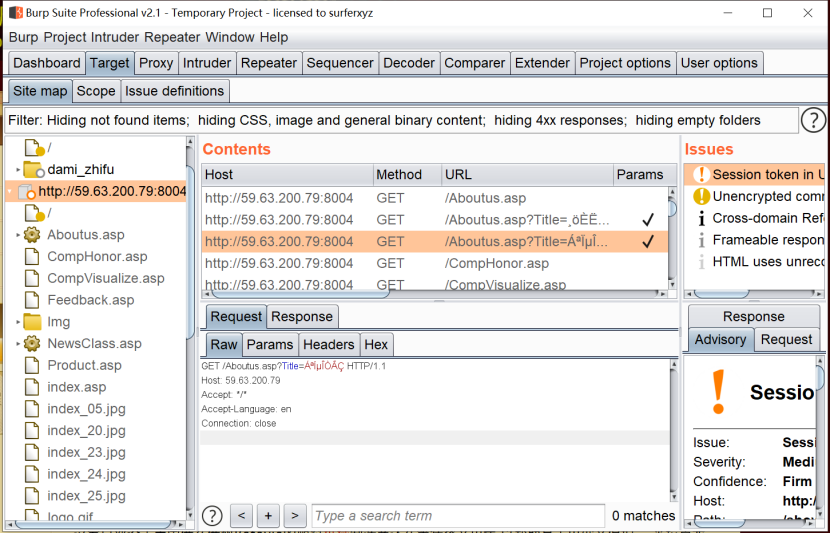 Burp Suite Professional v2.1 - Temporary Project - licensed to surferxyz
Burp Project Intruder Repeater Window Help
Dashboard Target Proxy Intruder Repeater Sequencer Decoder Comparer Extender Project options User options
Site map Scope Issue definitions
Filter: Hiding not found items; hiding CSS, image and general binary content; hiding 4xx responses; hiding empty folders ?
/
dami_zhifu
http://59.63.200.79:8004
/
Aboutus.asp
CompHonor.asp
CompVisualize.asp
Feedback.asp
Img
NewsClass.asp
Product.asp
index.asp
index_05.jpg
index_20.jpg
index_23.jpg
index_24.jpg
index_25.jpg
logo.gif
Contents
Host Method URL Params
http://59.63.200.79:8004 GET /Aboutus.asp
http://59.63.200.79:8004 GET /Aboutus.asp?Title=¸öÈË... ✓
http://59.63.200.79:8004 GET /Aboutus.asp?Title=ÁªÏµÎ... ✓
http://59.63.200.79:8004 GET /CompHonor.asp
http://59.63.200.79:8004 GET /CompVisualize.asp
Request Response
Raw Params Headers Hex
GET /Aboutus.asp?Title=ÁªÏµÎÒÃÇ HTTP/1.1
Host: 59.63.200.79
Accept: */*
Accept-Language: en
Connection: close
? < + > Type a search term 0 matches
Issues
Session token in U
Unencrypted com
Cross-domain Refe
Frameable respon
HTML uses unreco
Response
Advisory Request
Sessio
Issue: Sessi
Severity: Medi
Confidence: Firm
Host: http:/
Path: /abo